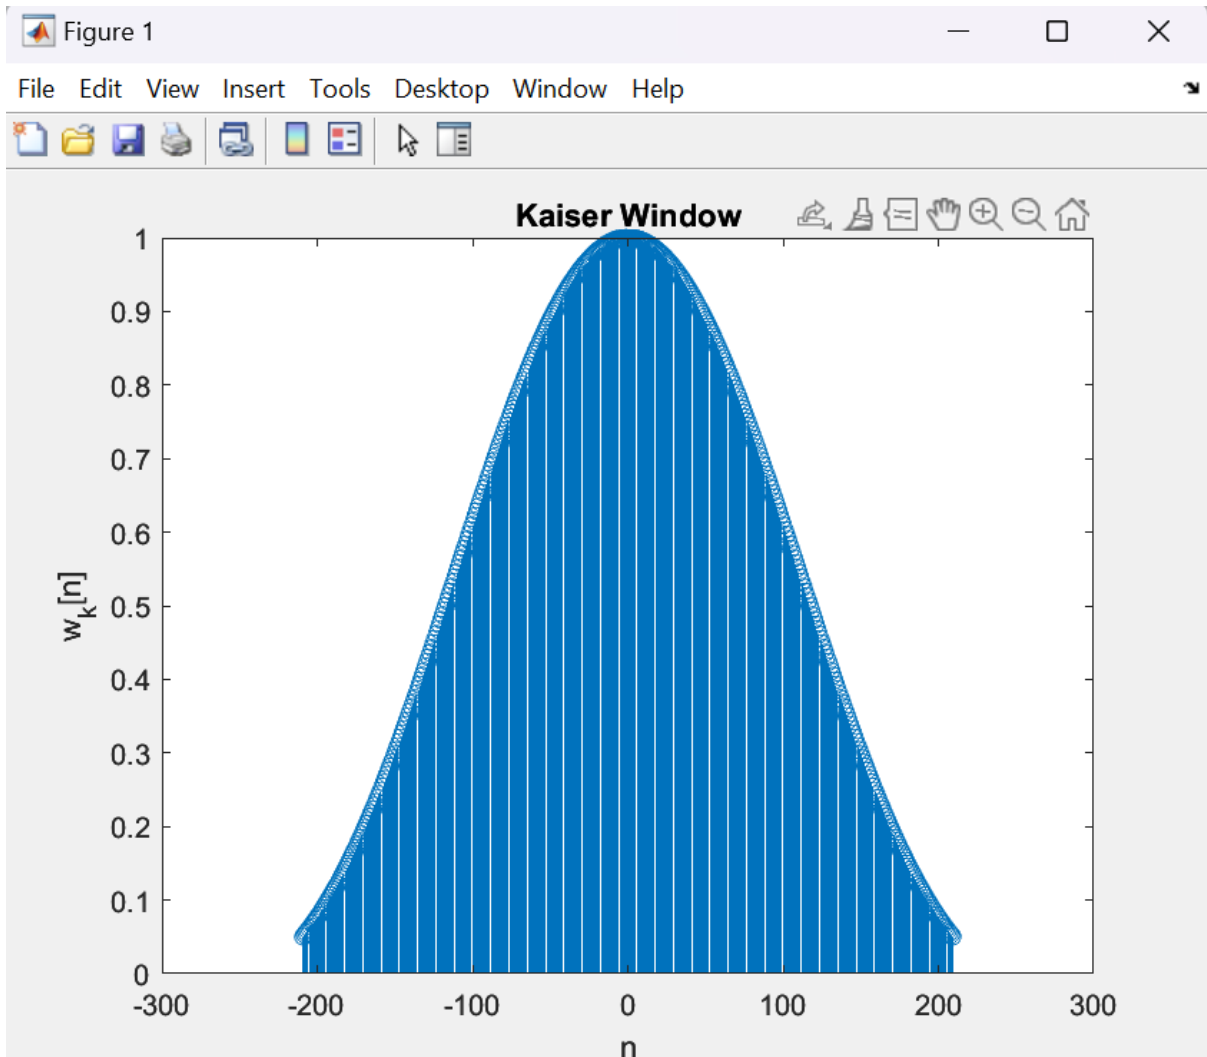 Figure 1
File Edit View Insert Tools Desktop Window Help
Kaiser Window
1
0.9
0.8
0.7
0.6
0.5
0.4
0.3
0.2
0.1
0
w_k[n]
-300 -200 -100 0 100 200 300
n